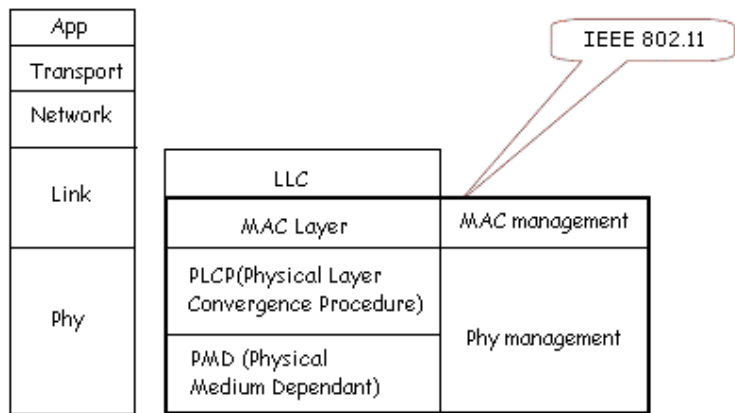 App
IEEE 802.11
Transport
Network
Link
LLC
MAC Layer
MAC management
PLCP(Physical Layer
Convergence Procedure)
Phy
Phy management
PMD (Physical
Medium Dependant)